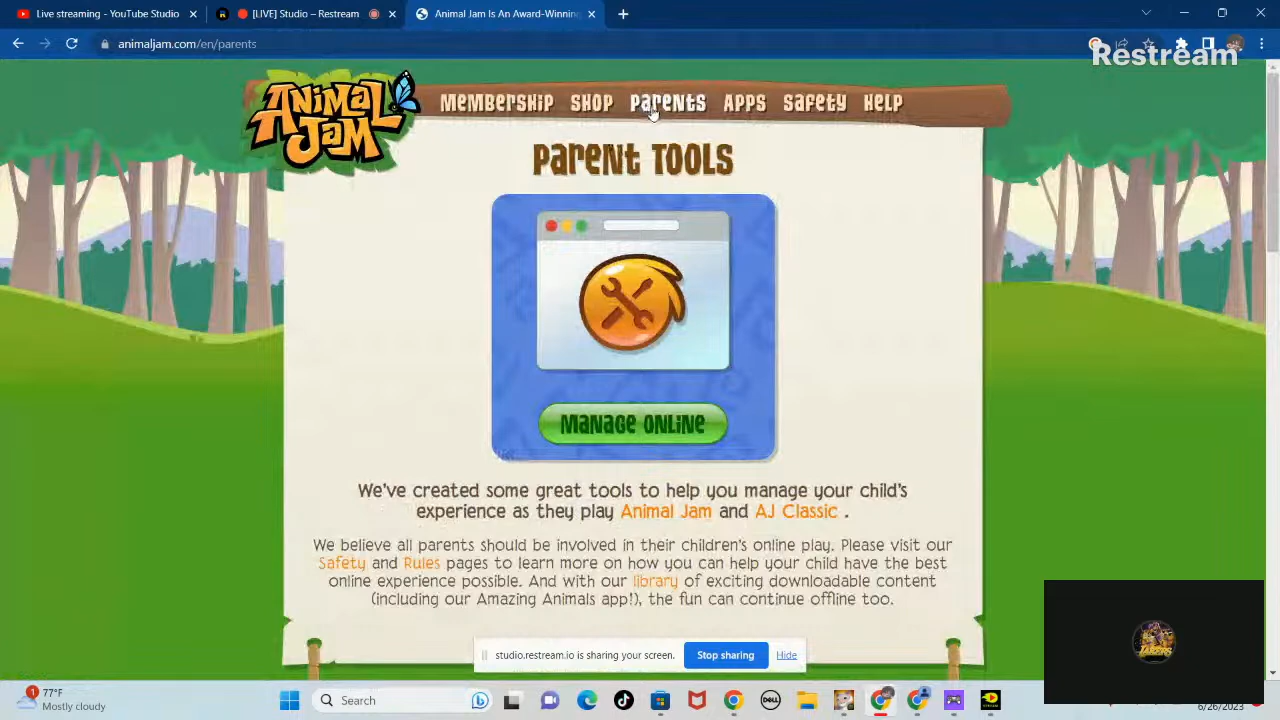 Live streaming - YouTube Studio
[LIVE] Studio – Restream
Animal Jam Is An Award-Winnin
animaljam.com/en/parents
Restream
ANIMAL JAM
MEMBERSHIP SHOP PARENTS APPS SAFETY HELP
PARENT TOOLS
MANAGE ONLINE
We've created some great tools to help you manage your child's
experience as they play Animal Jam and AJ Classic .
We believe all parents should be involved in their children's online play. Please visit our
Safety and Rules pages to learn more on how you can help your child have the best
online experience possible. And with our library of exciting downloadable content
(including our Amazing Animals app!), the fun can continue offline too.
studio.restream.io is sharing your screen. Stop sharing Hide
LAKERS
1
77°F
Mostly cloudy
Search
DELL
6/26/2023